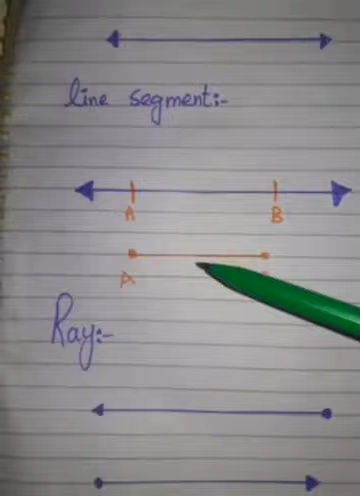 line segment:-
A B
A
Ray:-